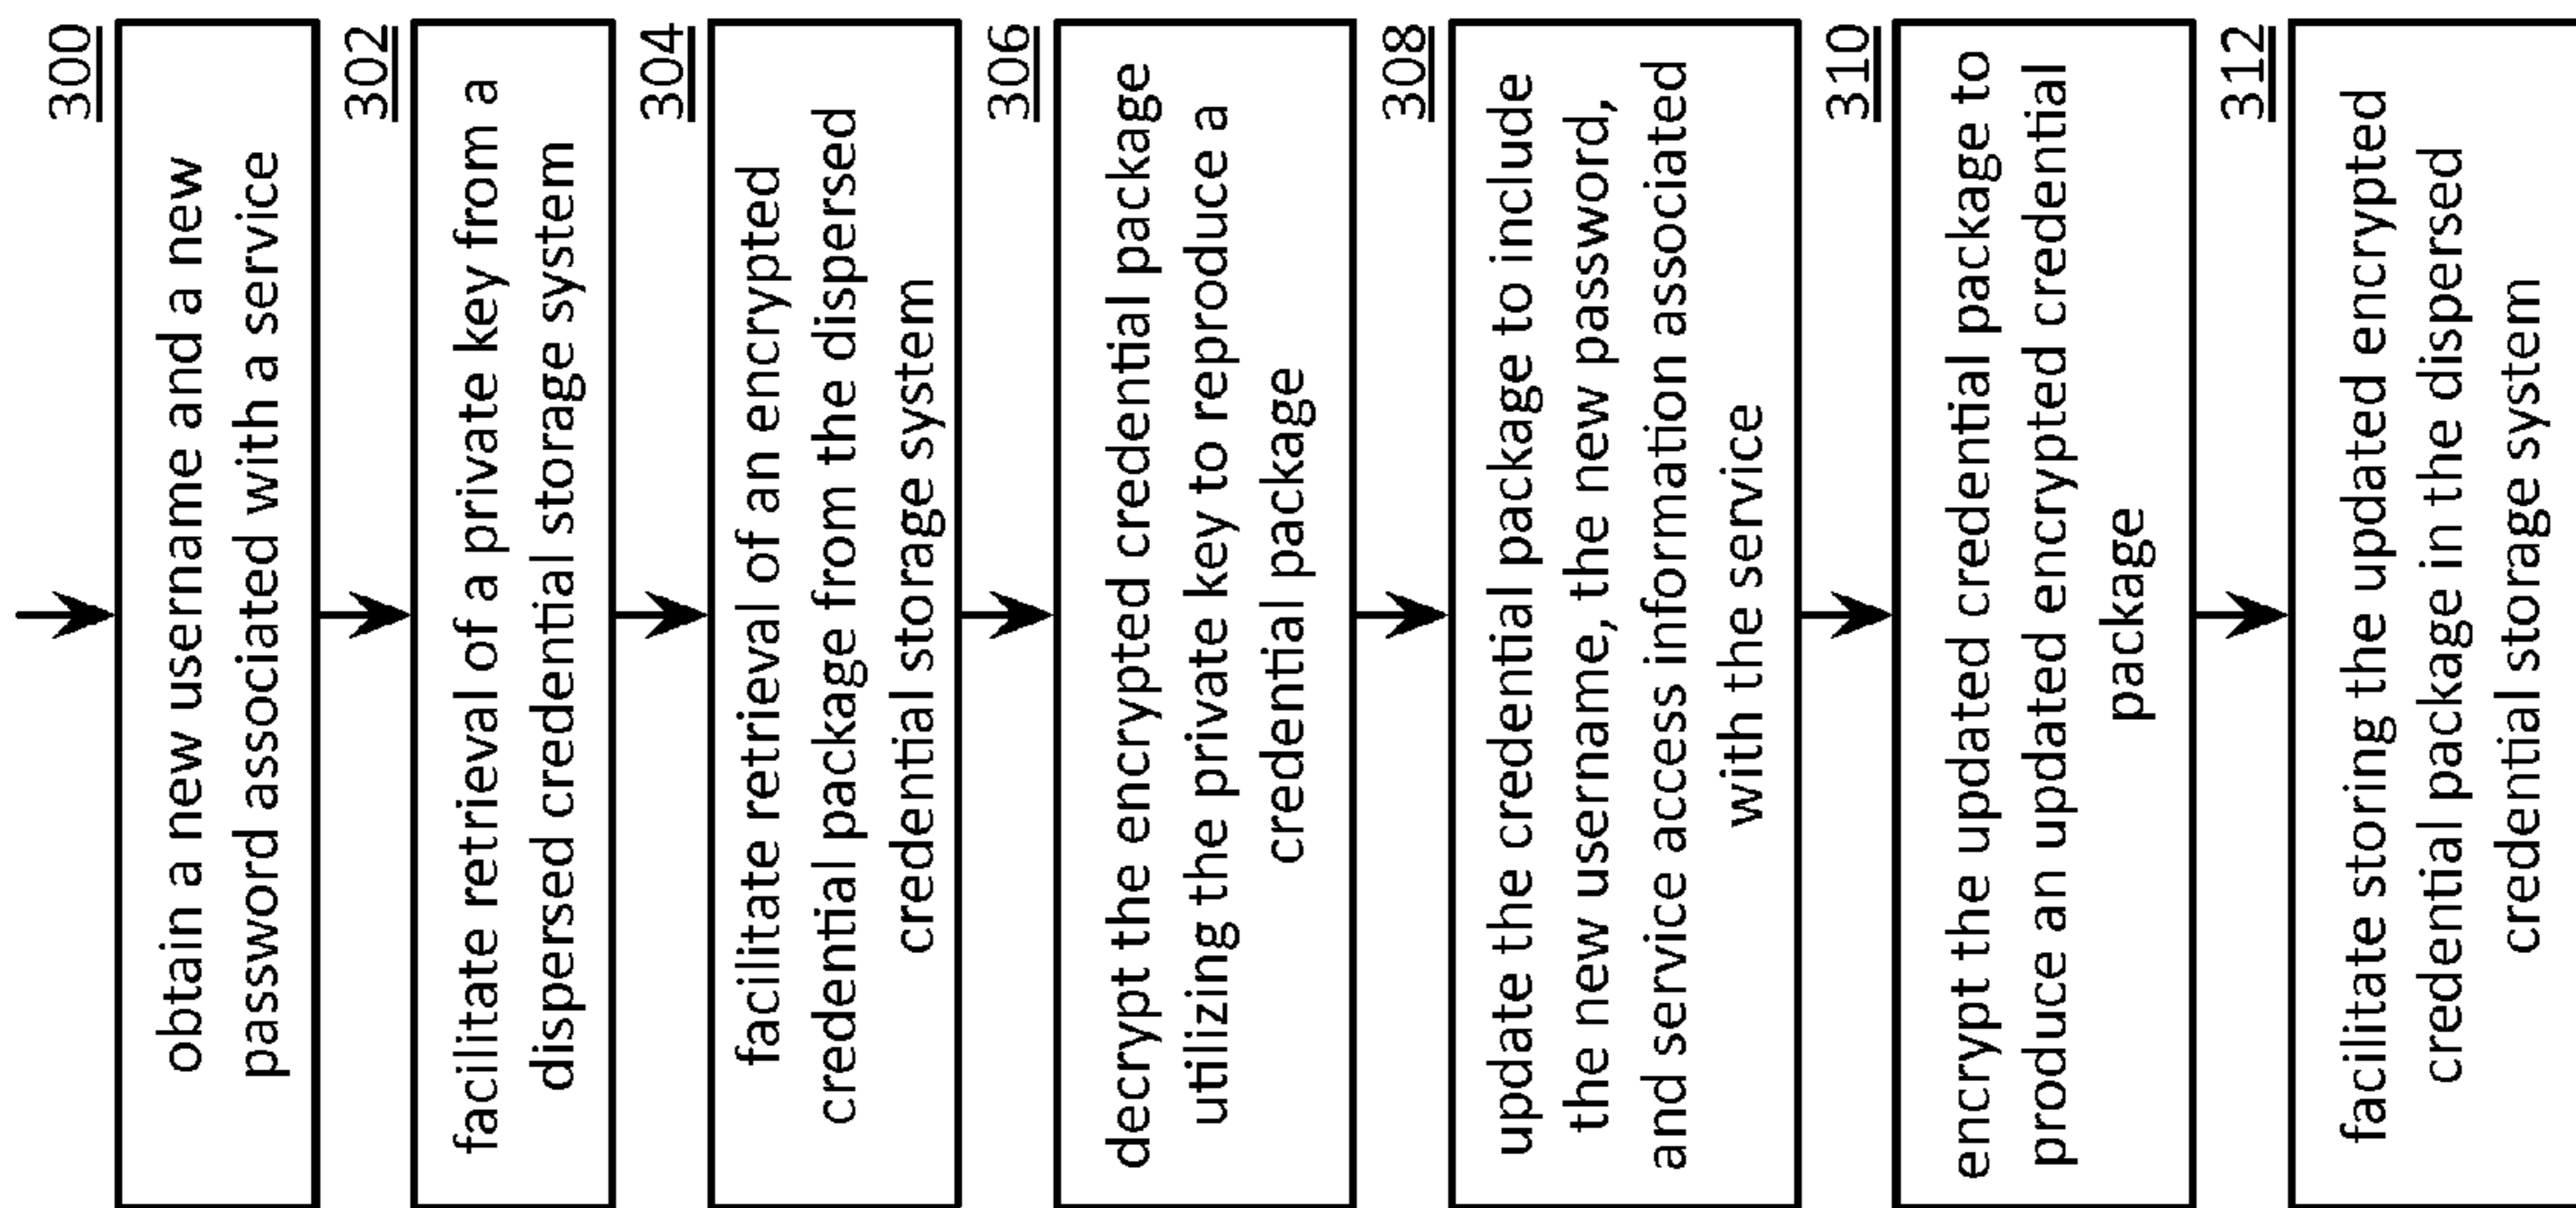 300
obtain a new username and a new
password associated with a service
302
facilitate retrieval of a private key from a
dispersed credential storage system
304
facilitate retrieval of an encrypted
credential package from the dispersed
credential storage system
306
decrypt the encrypted credential package
utilizing the private key to reproduce a
credential package
308
update the credential package to include
the new username, the new password,
and service access information associated
with the service
310
encrypt the updated credential package to
produce an updated encrypted credential
package
312
facilitate storing the updated encrypted
credential package in the dispersed
credential storage system